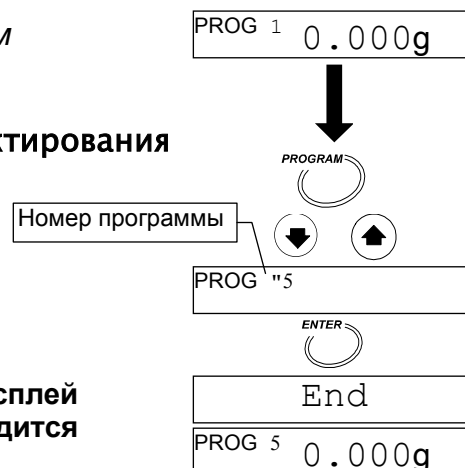 PROG 1 0.000g
м
ктирования
PROGRAM
Номер программы
PROG "5
ENTER
сплей
End
дится
PROG 5 0.000g